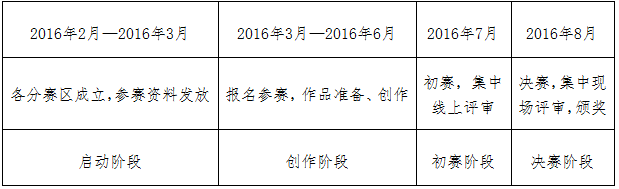 2016年2月—2016年3月
2016年3月—2016年6月
2016年7月
2016年8月
各分赛区成立,参赛资料发放
报名参赛，作品准备、创作
初赛，集中
线上评审
决赛,集中现
场评审,颁奖
启动阶段
创作阶段
初赛阶段
决赛阶段